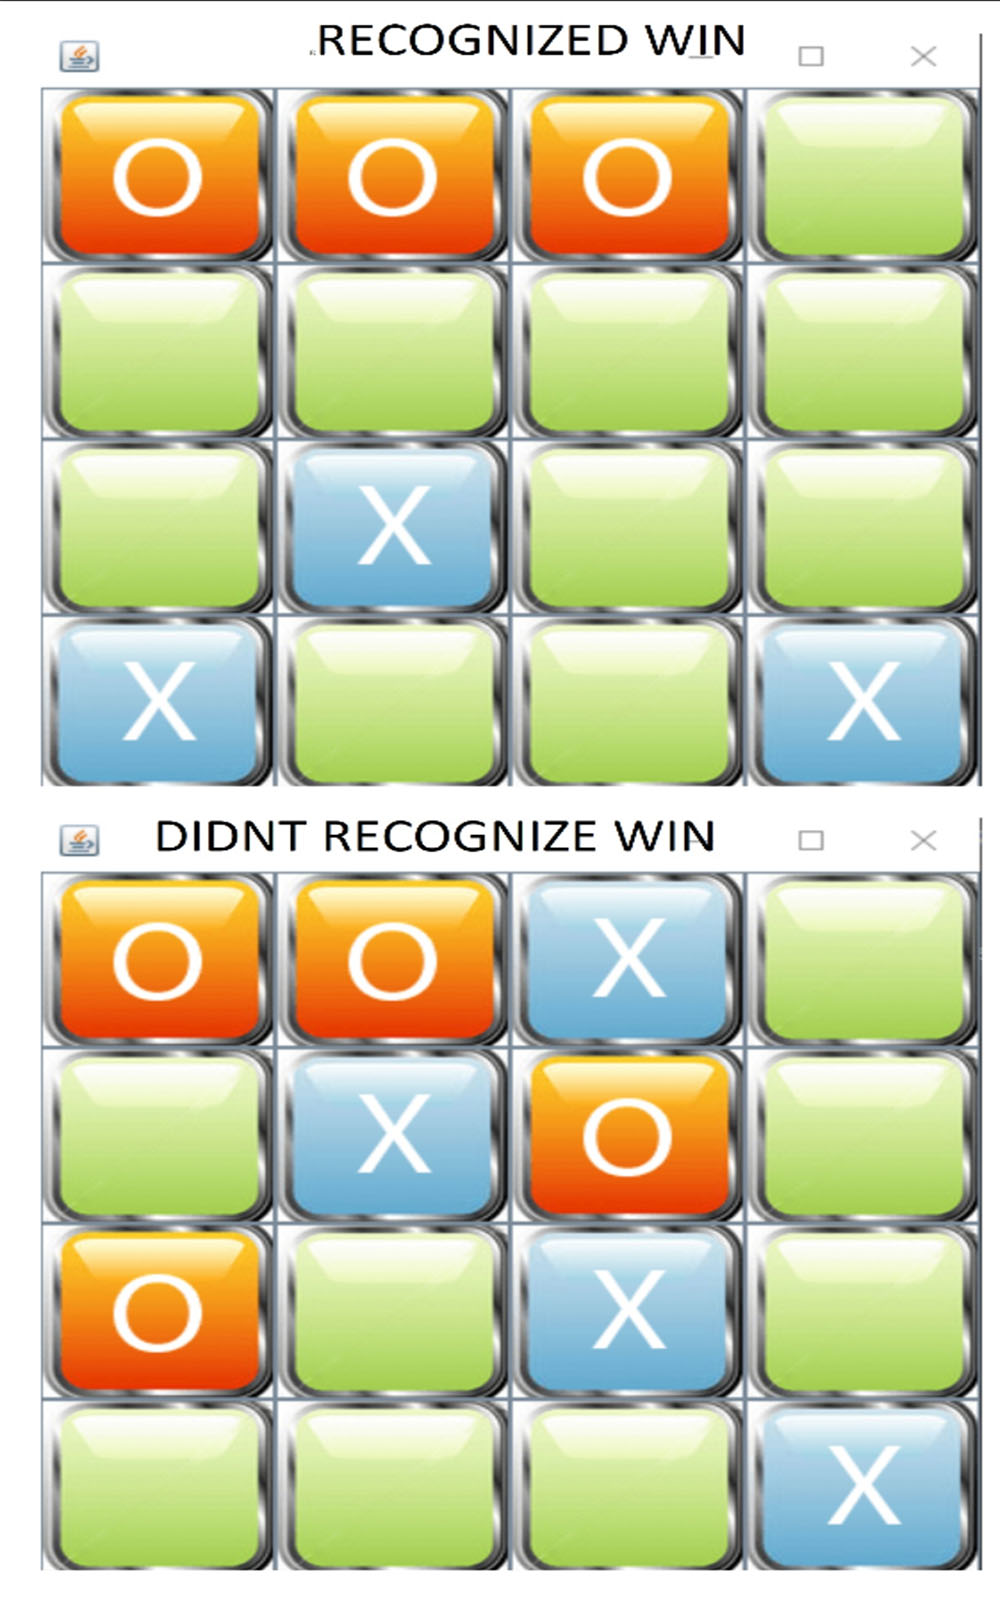 RECOGNIZED WIN
O O O
X
X X
DIDNT RECOGNIZE WIN
O O X
X O
O X
X